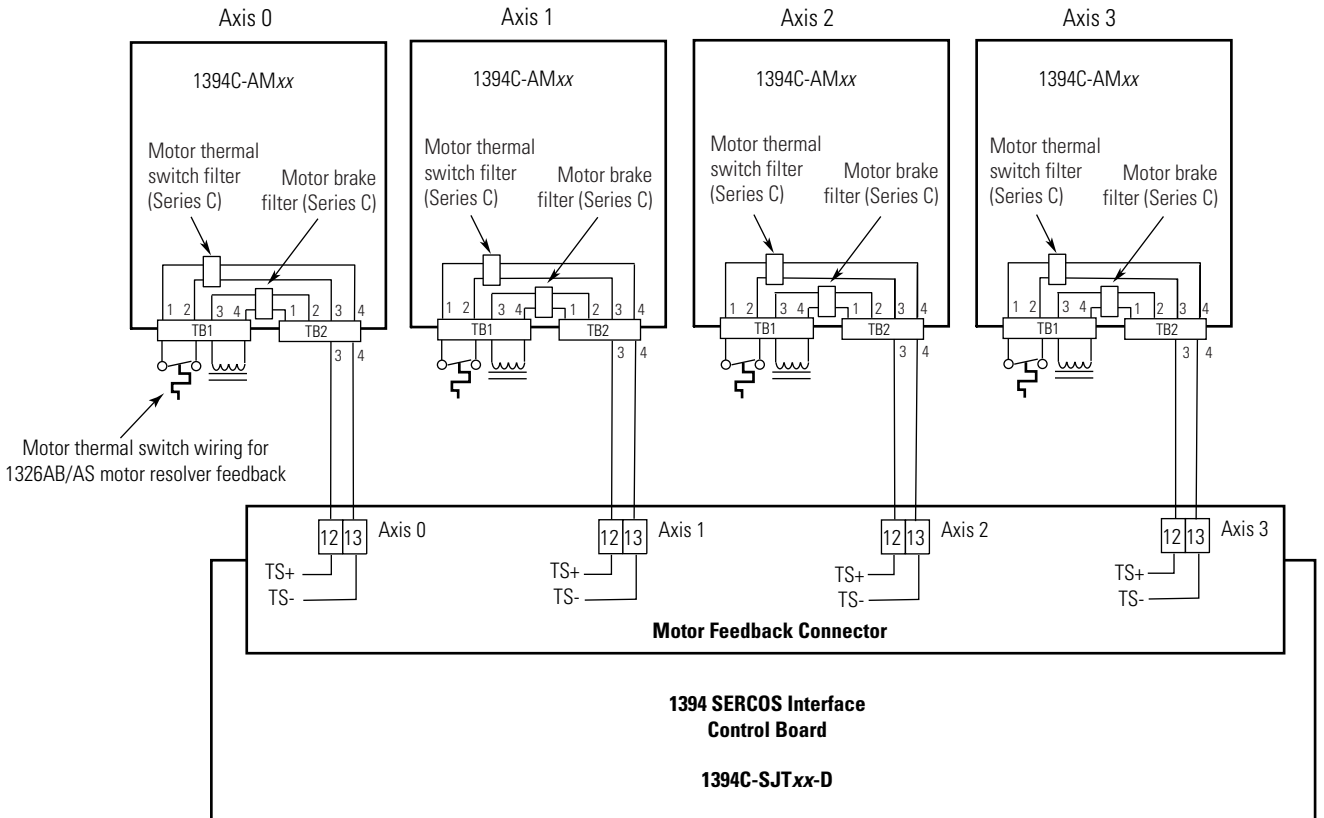 Axis 0
Axis 1
Axis 2
Axis 3
1394C-AMxx
1394C-AMxx
1394C-AMxx
1394C-AMxx
Motor thermal
switch filter
(Series C)
Motor brake
filter (Series C)
Motor thermal
switch filter
(Series C)
Motor brake
filter (Series C)
Motor thermal
switch filter
(Series C)
Motor brake
filter (Series C)
Motor thermal
switch filter
(Series C)
Motor brake
filter (Series C)
1 2 3 4 1 2 3 4
1 2 3 4 1 2 3 4
1 2 3 4 1 2 3 4
1 2 3 4 1 2 3 4
TB1 TB2
TB1 TB2
TB1 TB2
TB1 TB2
3 4
3 4
3 4
3 4
Motor thermal switch wiring for
1326AB/AS motor resolver feedback
12 13 Axis 0
12 13 Axis 1
12 13 Axis 2
12 13 Axis 3
TS+
TS-
TS+
TS-
TS+
TS-
TS+
TS-
Motor Feedback Connector
1394 SERCOS Interface
Control Board
1394C-SJTxx-D